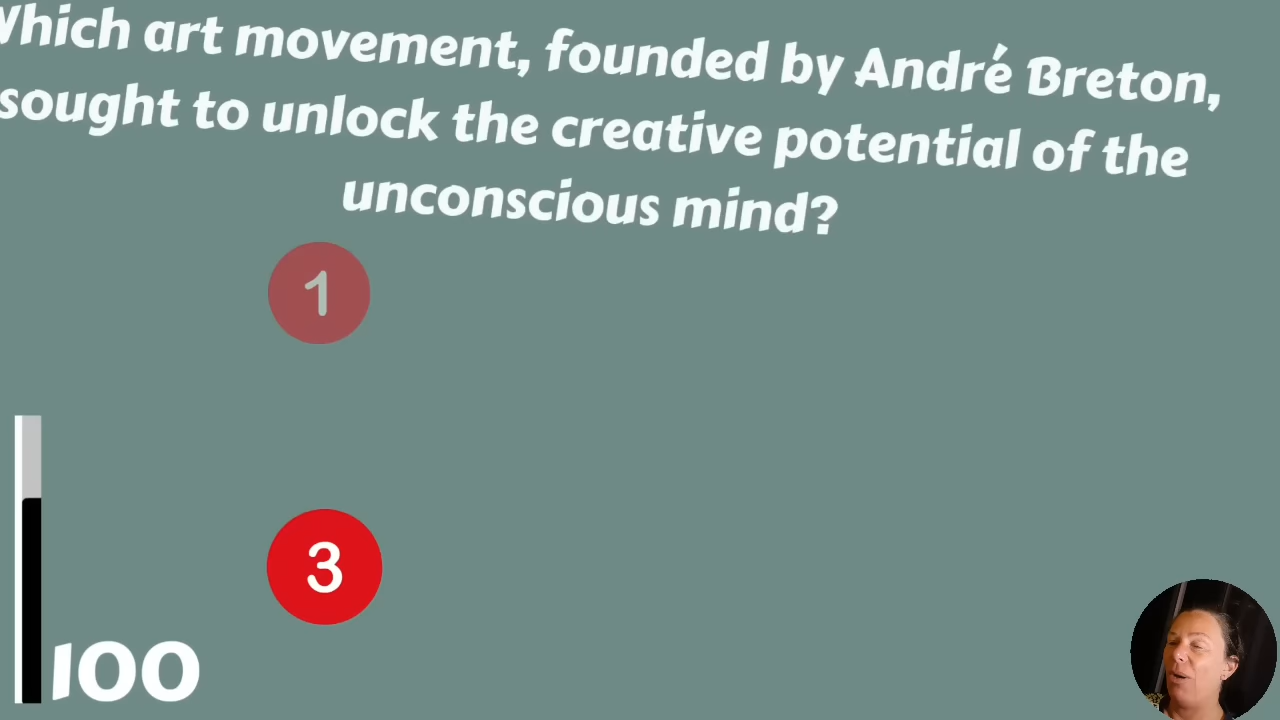 Which art movement, founded by André Breton,
sought to unlock the creative potential of the
unconscious mind?
1
3
100